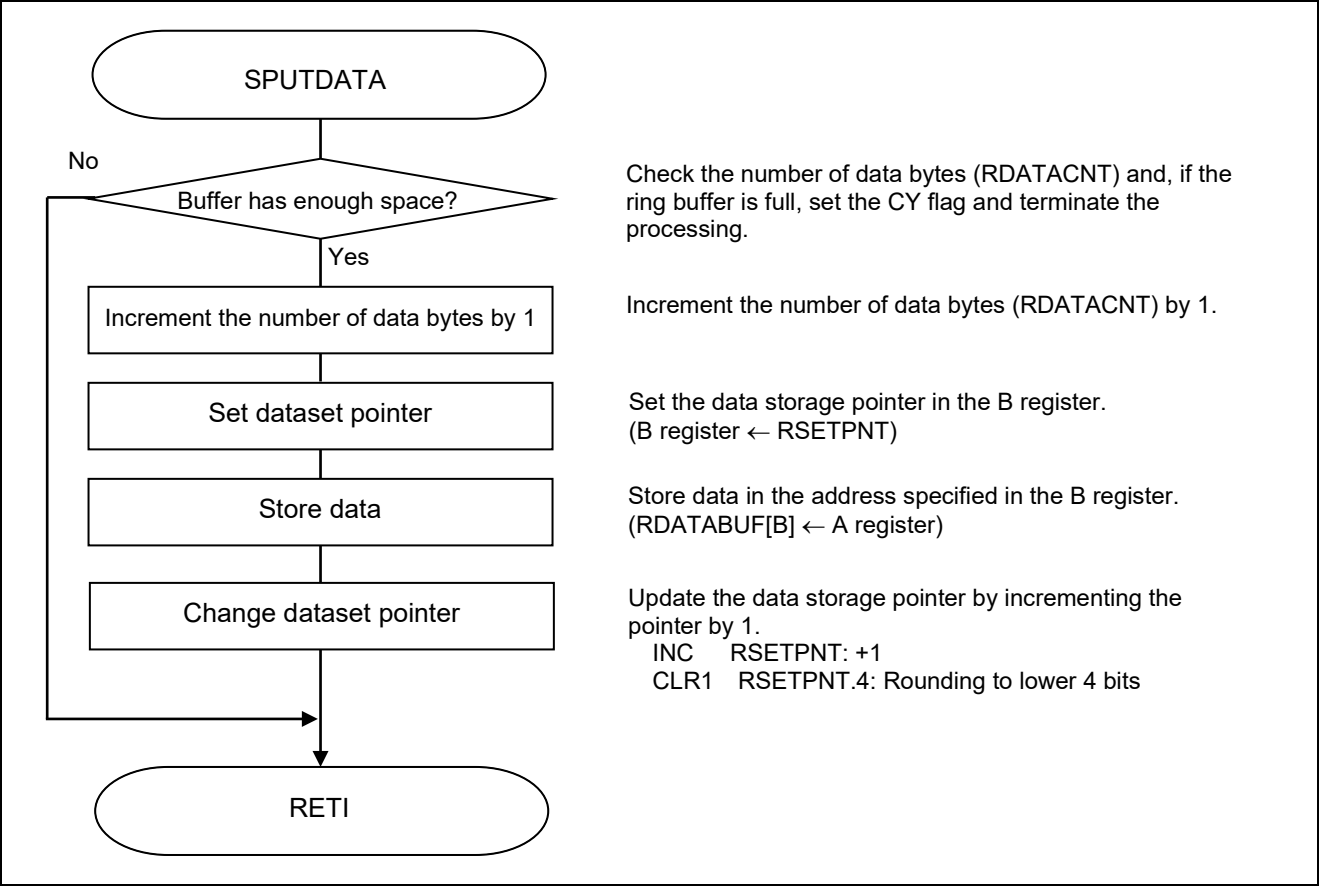 SPUTDATA
No
Buffer has enough space?
Yes
Check the number of data bytes (RDATACNT) and, if the
ring buffer is full, set the CY flag and terminate the
processing.
Increment the number of data bytes by 1
Increment the number of data bytes (RDATACNT) by 1.
Set dataset pointer
Set the data storage pointer in the B register.
(B register ← RSETPNT)
Store data
Store data in the address specified in the B register.
(RDATABUF[B] ← A register)
Change dataset pointer
Update the data storage pointer by incrementing the
pointer by 1.
INC RSETPNT: +1
CLR1 RSETPNT.4: Rounding to lower 4 bits
RETI